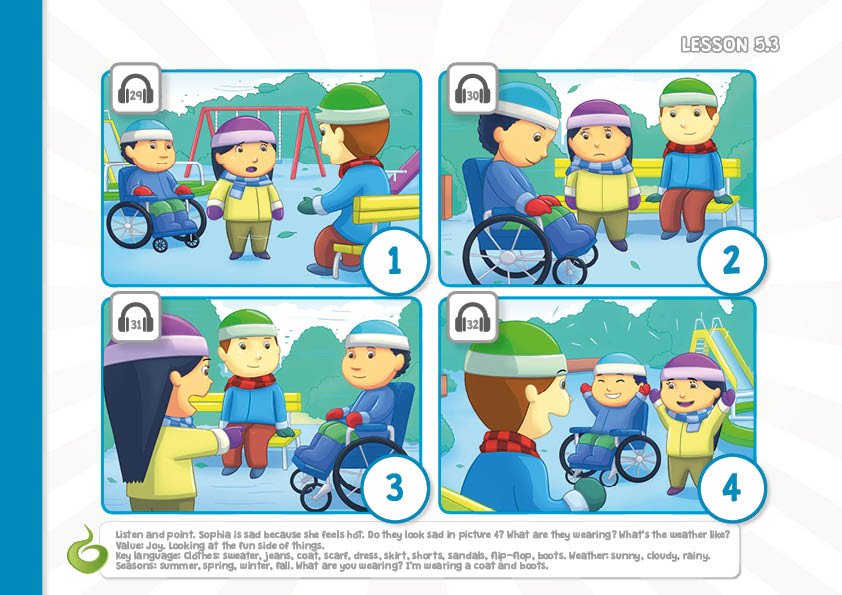 LESSON 5.3
29
30
1
2
31
32
3
4
Listen and point. Sophia is sad because she feels hot. Do they look sad in picture 4? What are they wearing? What's the weather like?
Value: Joy. Looking at the fun side of things.
Key language: Clothes: sweater, jeans, coat, scarf, dress, skirt, shorts, sandals, flip-flop, boots. Weather: sunny, cloudy, rainy.
Seasons: summer, spring, winter, fall. What are you wearing? I'm wearing a coat and boots.